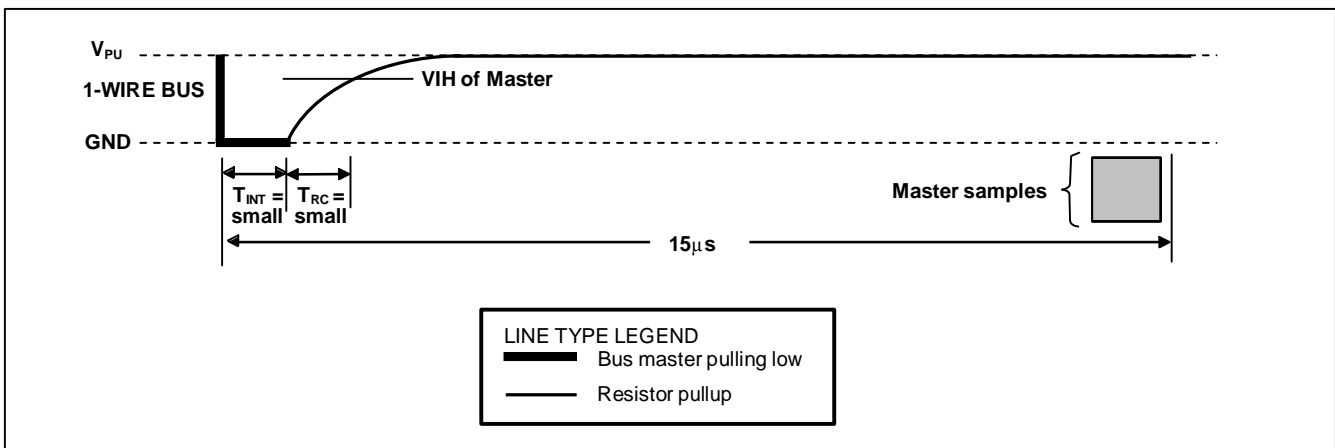 VPU
1-WIRE BUS
VIH of Master
GND
TINT =
small
TRC =
small
Master samples
15μs
LINE TYPE LEGEND
Bus master pulling low
Resistor pullup